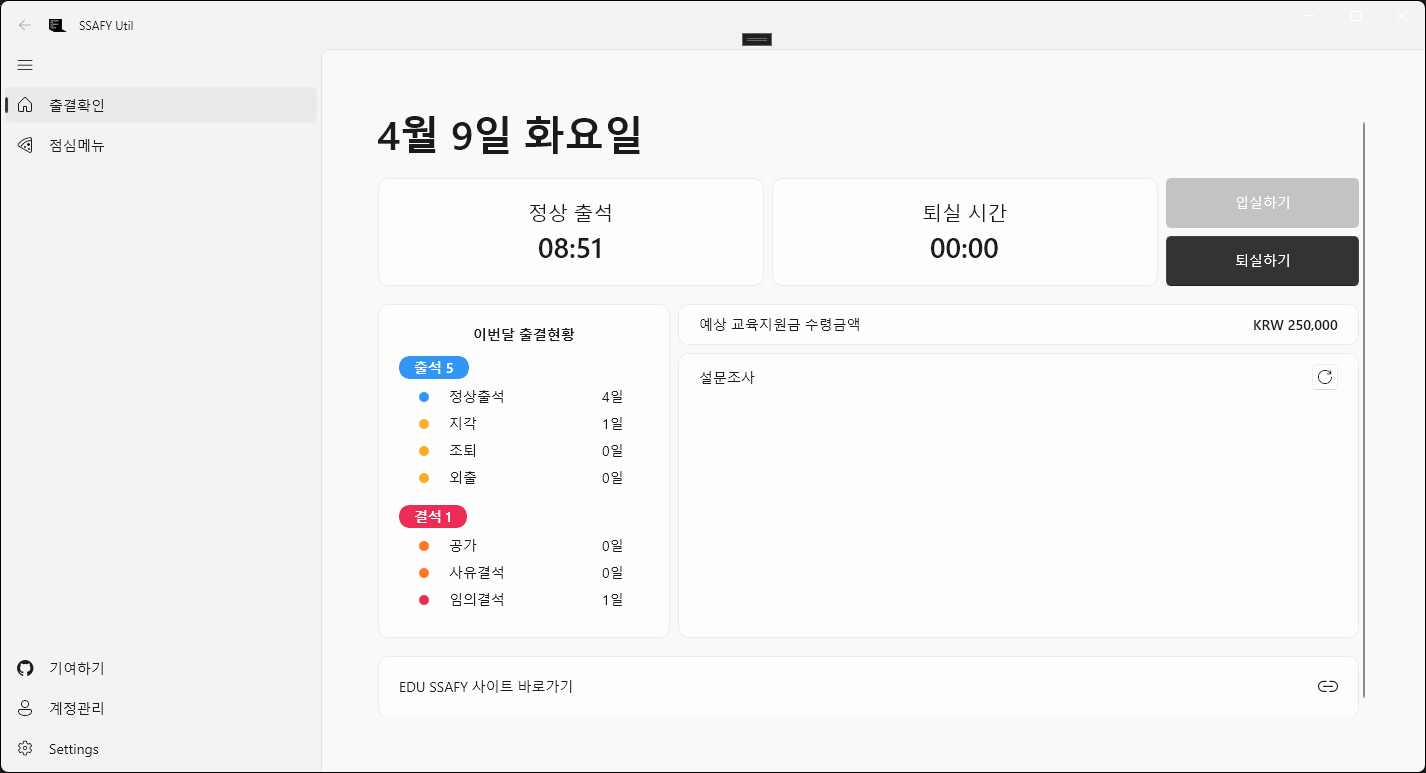 SSAFY Util
출결확인
점심메뉴
4월 9일 화요일
정상 출석
08:51
퇴실 시간
00:00
입실하기
퇴실하기
이번달 출결현황
출석 5
정상출석 4일
지각 1일
조퇴 0일
외출 0일
결석 1
공가 0일
사유결석 0일
임의결석 1일
예상 교육지원금 수령금액 KRW 250,000
설문조사
EDU SSAFY 사이트 바로가기
기여하기
계정관리
Settings